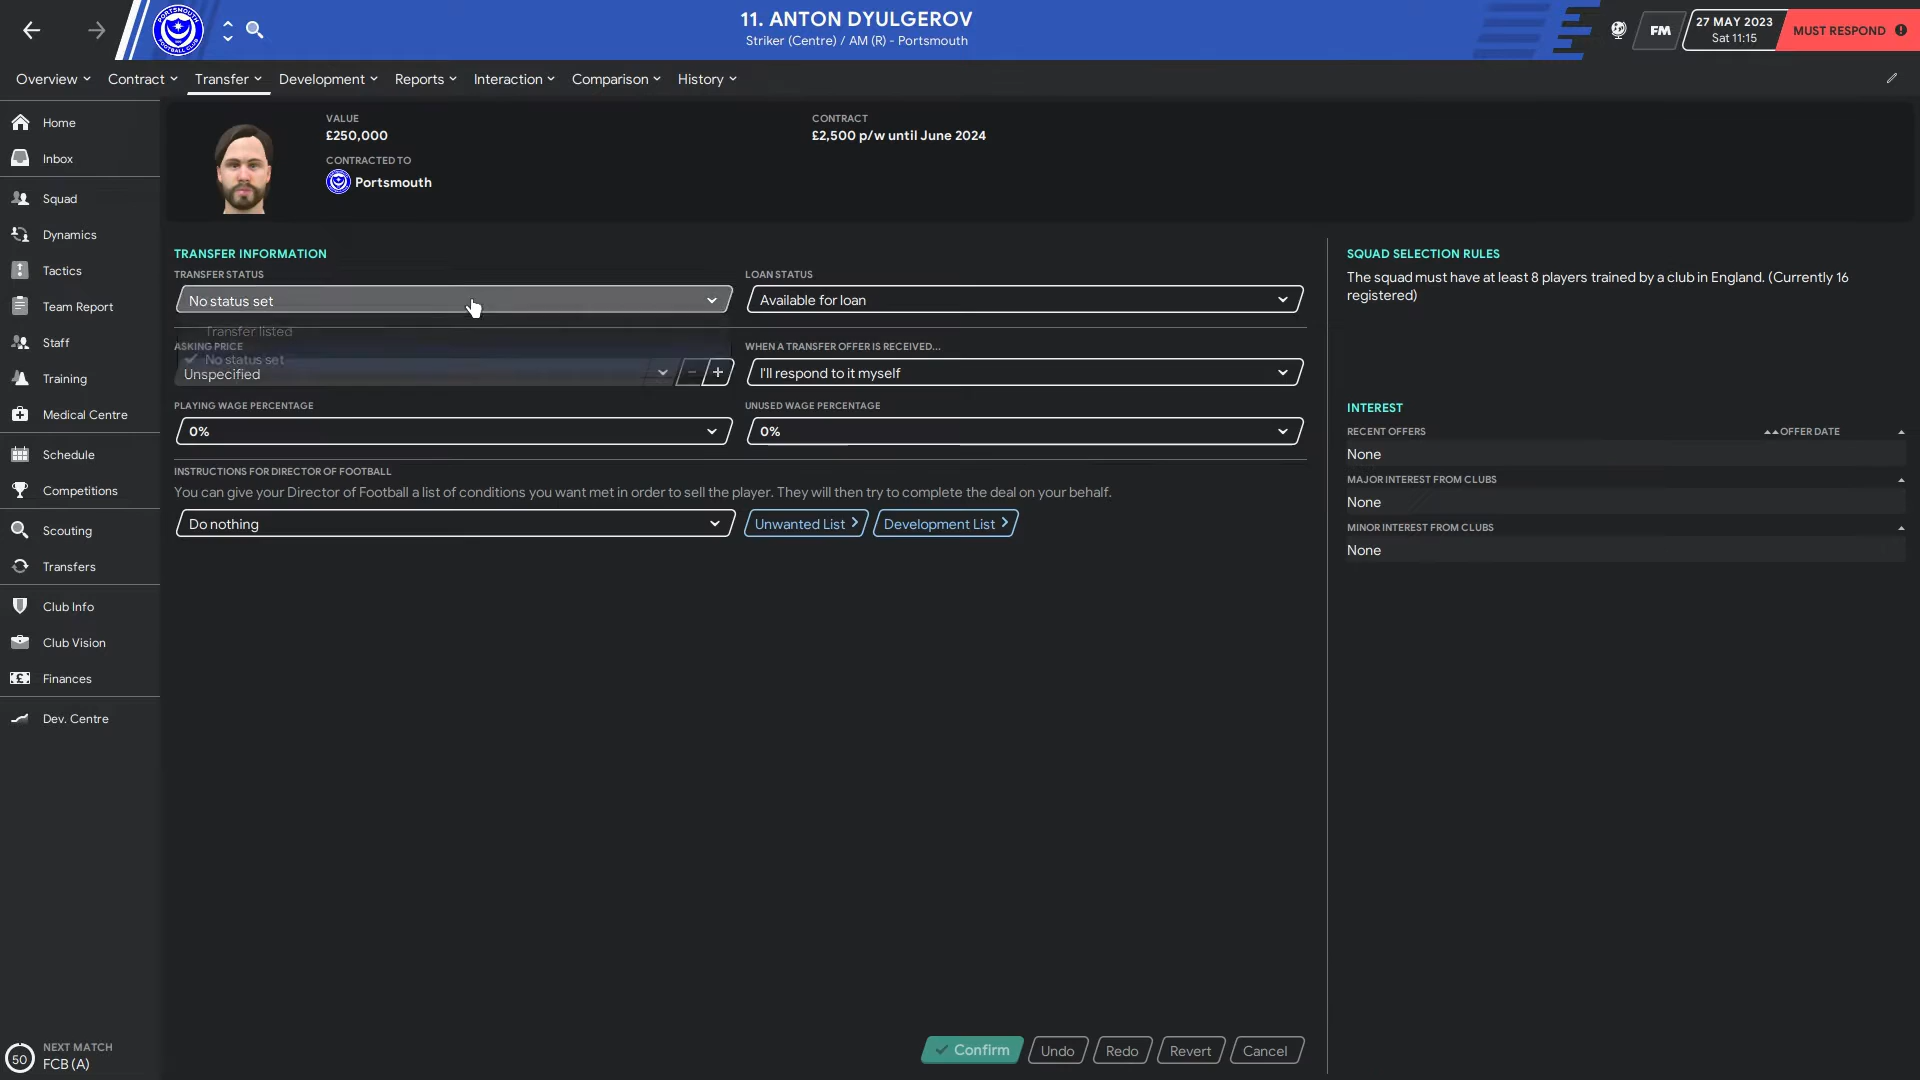 11. ANTON DYULGEROV
Striker (Centre) / AM (R) - Portsmouth
FM
27 MAY 2023
Sat 11:15
MUST RESPOND
Overview
Contract
Transfer
Development
Reports
Interaction
Comparison
History
Home
Inbox
Squad
Dynamics
Tactics
Team Report
Staff
Training
Medical Centre
Schedule
Competitions
Scouting
Transfers
Club Info
Club Vision
Finances
Dev. Centre
50
NEXT MATCH
FCB (A)
VALUE
£250,000
CONTRACTED TO
Portsmouth
CONTRACT
£2,500 p/w until June 2024
TRANSFER INFORMATION
TRANSFER STATUS
No status set
Transfer listed
No status set
LOAN STATUS
Available for loan
ASKING PRICE
Unspecified
WHEN A TRANSFER OFFER IS RECEIVED...
I'll respond to it myself
PLAYING WAGE PERCENTAGE
0%
UNUSED WAGE PERCENTAGE
0%
INSTRUCTIONS FOR DIRECTOR OF FOOTBALL
You can give your Director of Football a list of conditions you want met in order to sell the player. They will then try to complete the deal on your behalf.
Do nothing
Unwanted List
Development List
SQUAD SELECTION RULES
The squad must have at least 8 players trained by a club in England. (Currently 16
registered)
INTEREST
RECENT OFFERS
OFFER DATE
None
MAJOR INTEREST FROM CLUBS
None
MINOR INTEREST FROM CLUBS
None
Confirm
Undo
Redo
Revert
Cancel